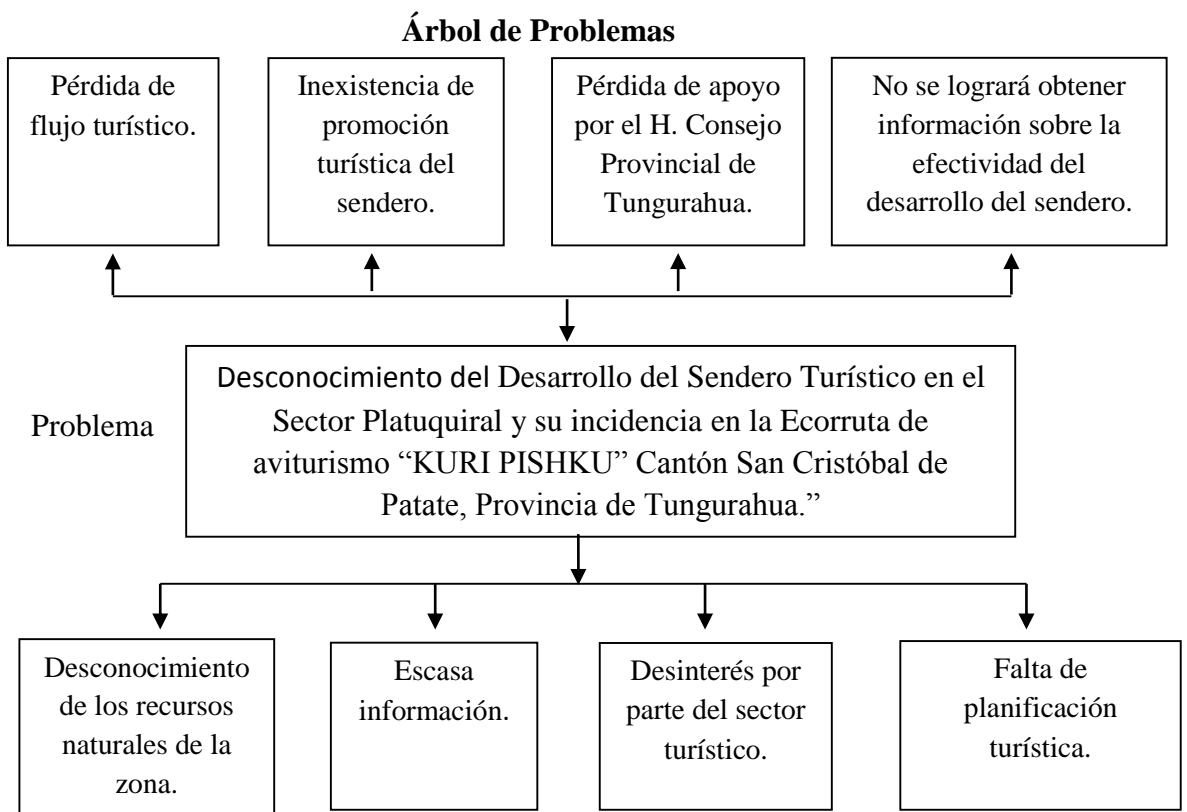 Árbol de Problemas
Pérdida de
flujo turístico.
Inexistencia de
promoción
turística del
sendero.
Pérdida de apoyo
por el H. Consejo
Provincial de
Tungurahua.
No se logrará obtener
información sobre la
efectividad del
desarrollo del sendero.
Problema
Desconocimiento del Desarrollo del Sendero Turístico en el
Sector Platuquiral y su incidencia en la Ecorruta de
aviturismo “KURI PISHKU” Cantón San Cristóbal de
Patate, Provincia de Tungurahua.”
Desconocimiento
de los recursos
naturales de la
zona.
Escasa
información.
Desinterés por
parte del sector
turístico.
Falta de
planificación
turística.